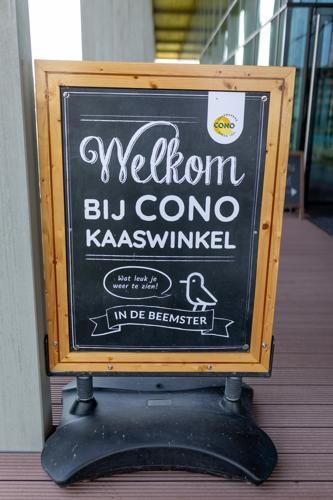 CONO
Welkom
BIJ CONO
KAASWINKEL
Wat leuk je
weer te zien!
IN DE BEEMSTER